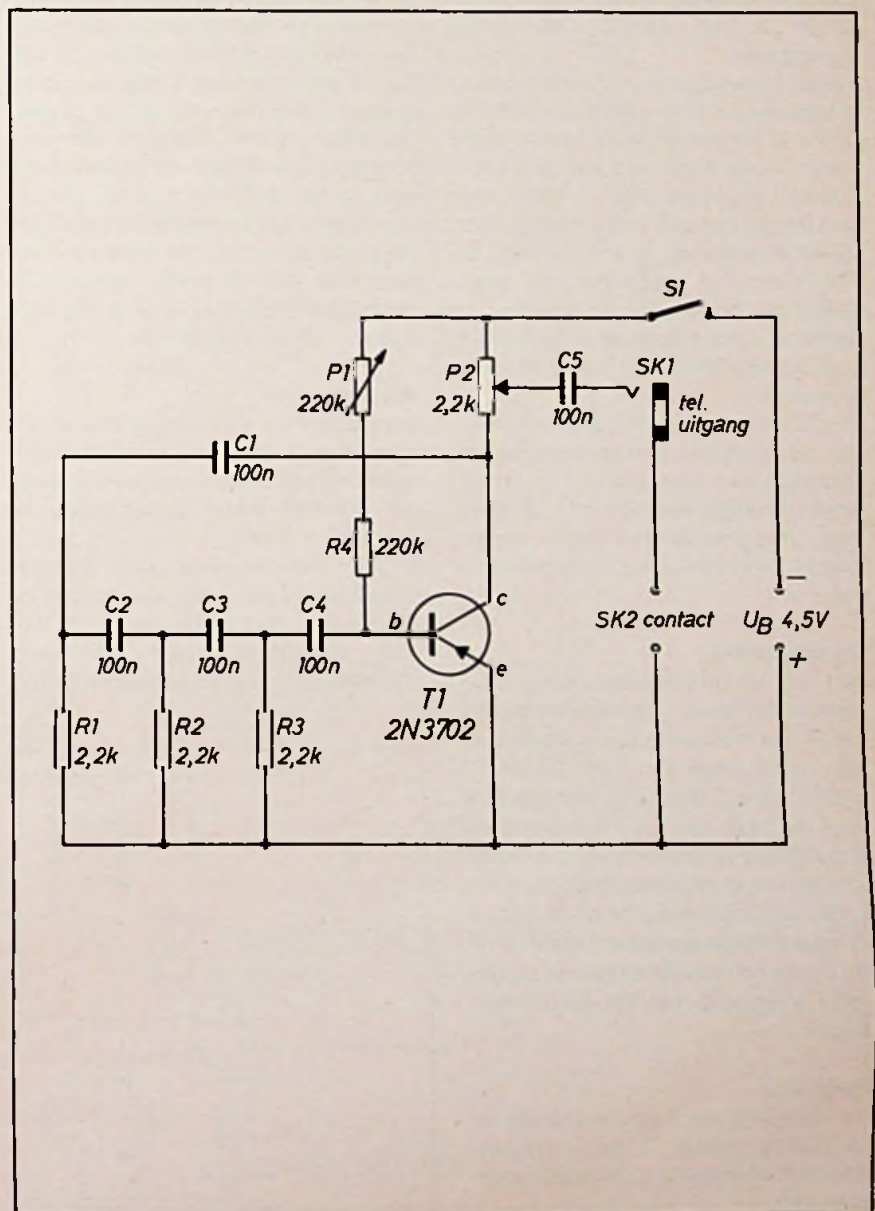 S1
P1
220k
P2
2,2k
C5
100n
SK1
tel.
uitgang
C1
100n
R4 220k
C2
100n
C3
100n
C4
100n
b
c
e
T1
2N3702
SK2 contact
UB 4,5V
−
+
R1
2,2k
R2
2,2k
R3
2,2k